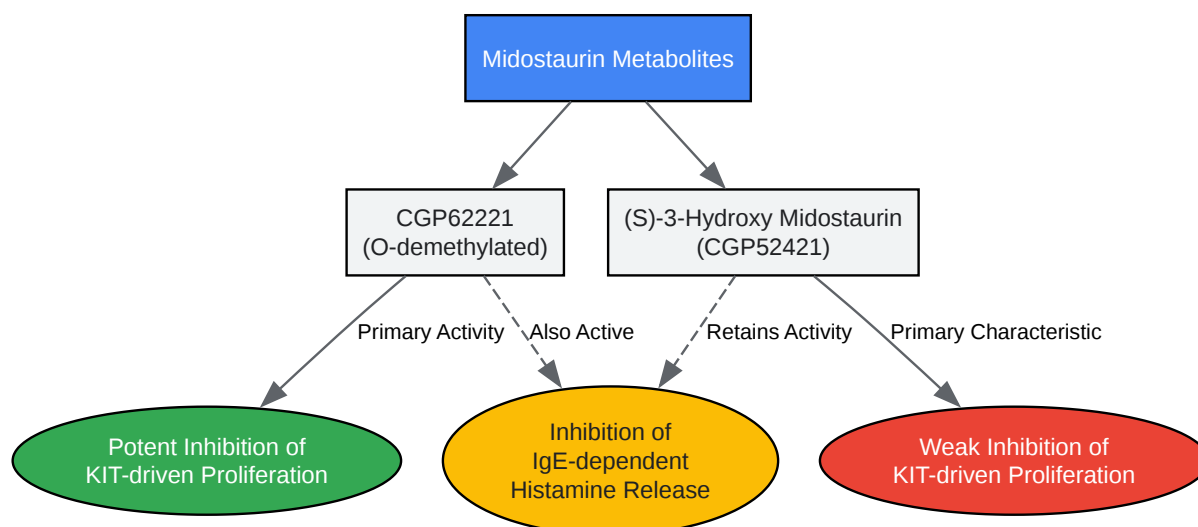 Midostaurin Metabolites
CGP62221
(O-demethylated)
(S)-3-Hydroxy Midostaurin
(CGP52421)
Primary Activity
Also Active
Retains Activity
Primary Characteristic
Potent Inhibition of
KIT-driven Proliferation
Inhibition of
IgE-dependent
Histamine Release
Weak Inhibition of
KIT-driven Proliferation